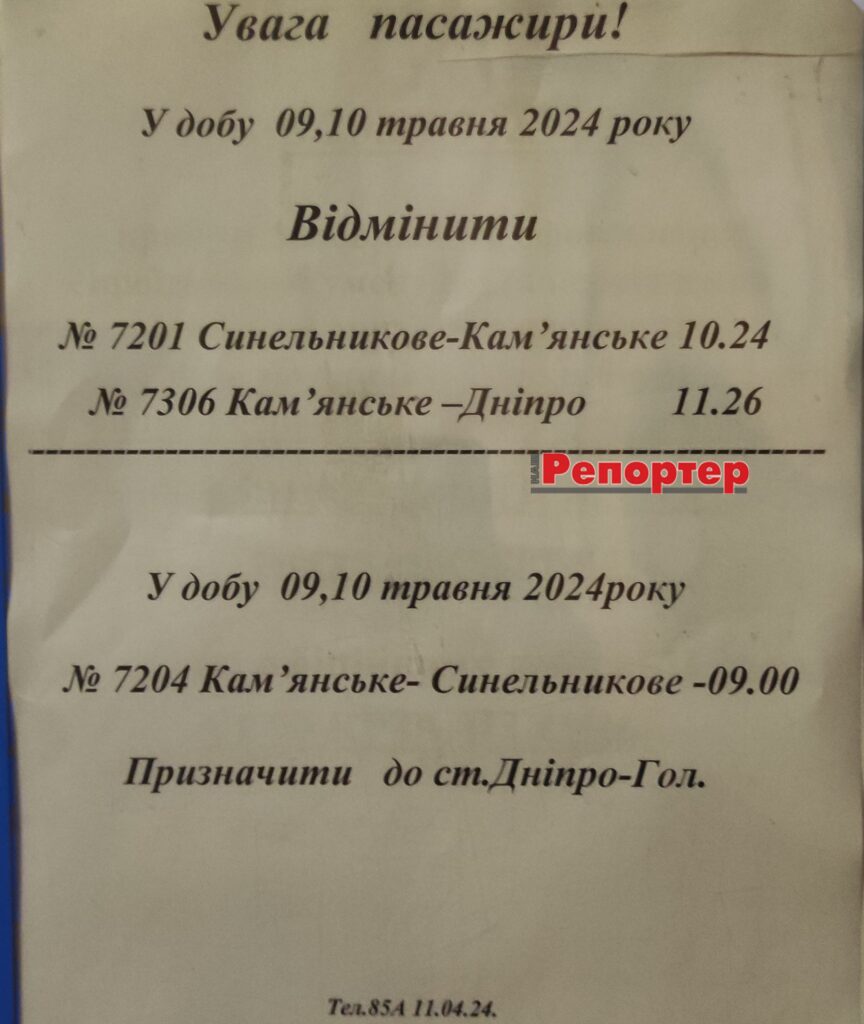 Увага пасажири!
У добу 09,10 травня 2024 року
Відмінити
№ 7201 Синельникове-Кам’янське 10.24
№ 7306 Кам’янське –Дніпро 11.26
------------------------------------------------------------
НАШ Репортер
У добу 09,10 травня 2024року
№ 7204 Кам’янське- Синельникове -09.00
Призначити до ст.Дніпро-Гол.
Тел.85А 11.04.24.